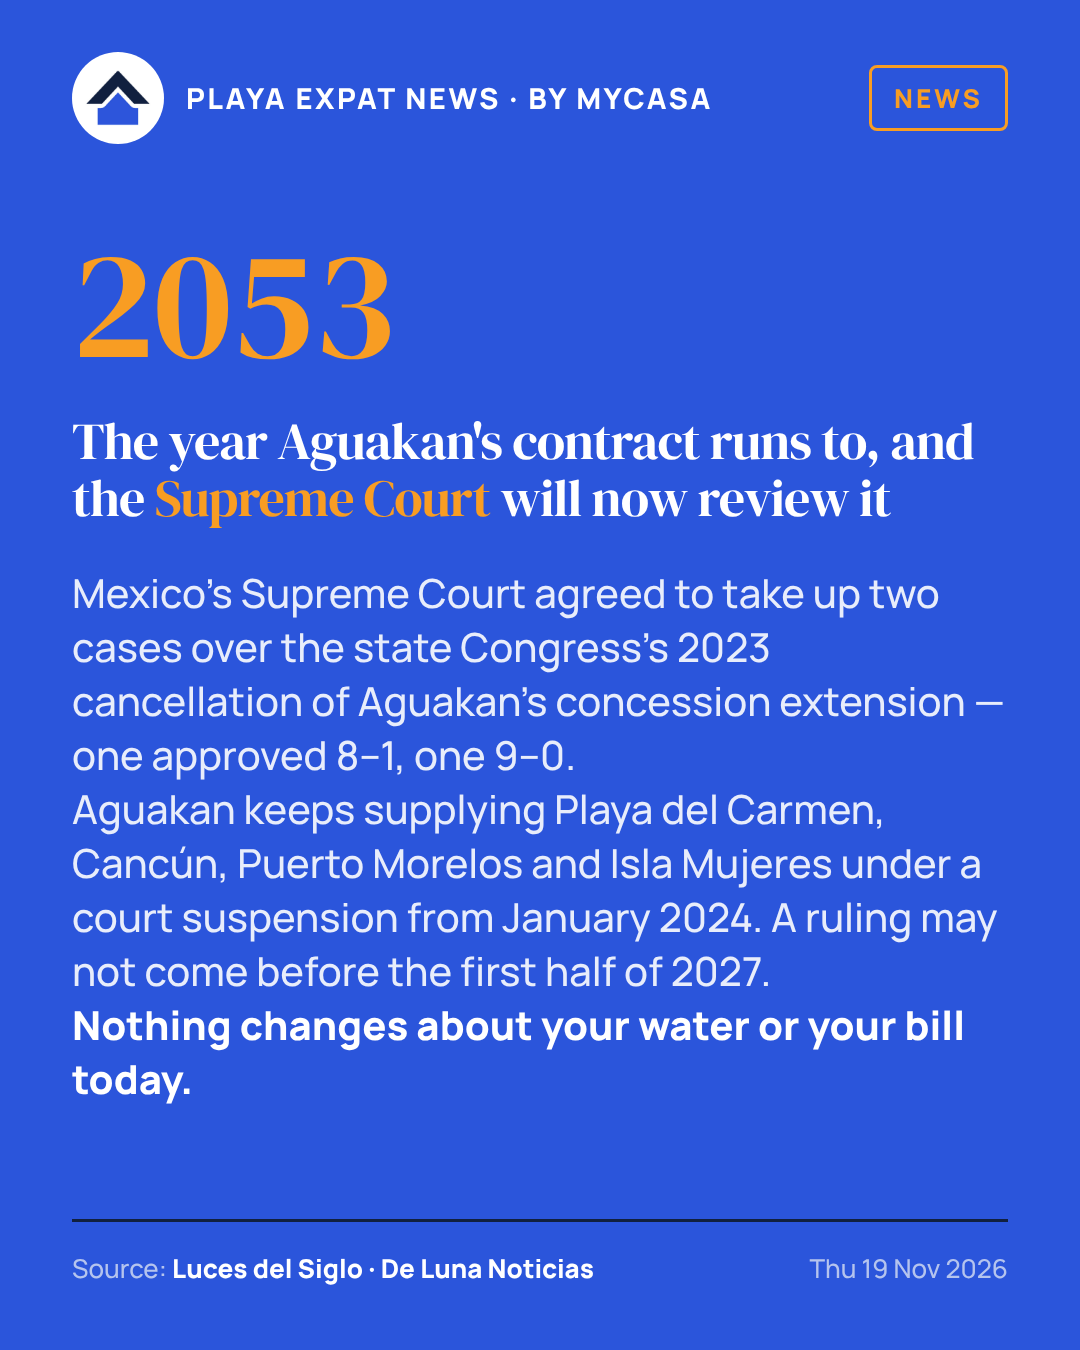 PLAYA EXPAT NEWS · BY MYCASA
NEWS
2053
The year Aguakan's contract runs to, and
the Supreme Court will now review it
Mexico’s Supreme Court agreed to take up two
cases over the state Congress’s 2023
cancellation of Aguakan’s concession extension —
one approved 8–1, one 9–0.
Aguakan keeps supplying Playa del Carmen,
Cancún, Puerto Morelos and Isla Mujeres under a
court suspension from January 2024. A ruling may
not come before the first half of 2027.
Nothing changes about your water or your bill
today.
Source: Luces del Siglo · De Luna Noticias
Thu 19 Nov 2026